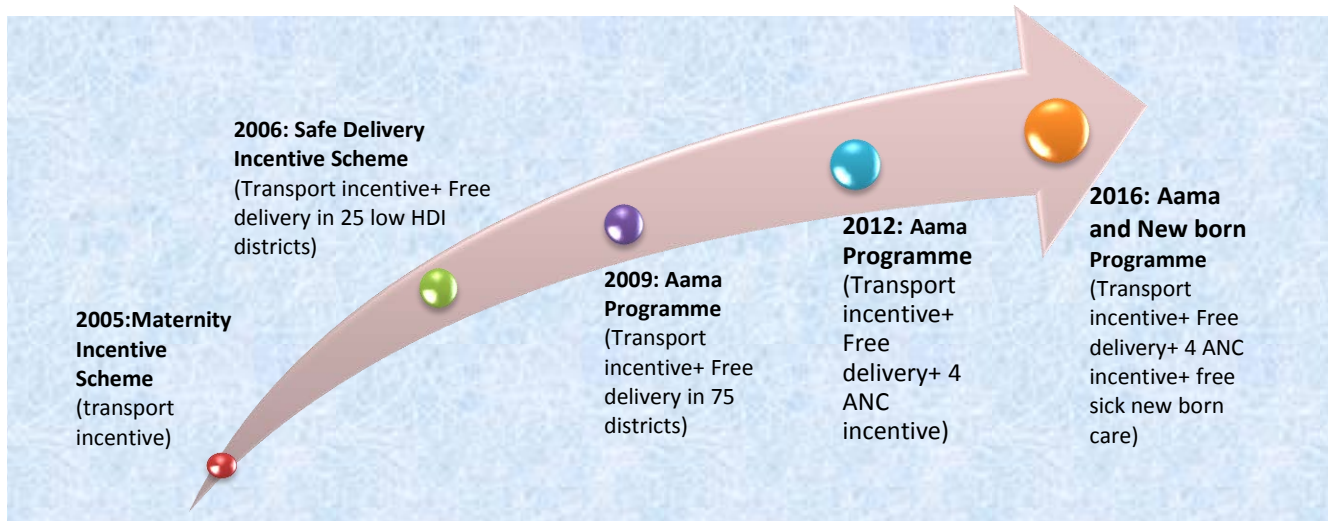 2005:Maternity
Incentive
Scheme
(transport
incentive)
2006: Safe Delivery
Incentive Scheme
(Transport incentive+ Free
delivery in 25 low HDI
districts)
2009: Aama
Programme
(Transport
incentive+ Free
delivery in 75
districts)
2012: Aama
Programme
(Transport
incentive+
Free
delivery+ 4
ANC
incentive)
2016: Aama
and New born
Programme
(Transport
incentive+ Free
delivery+ 4 ANC
incentive+ free
sick new born
care)